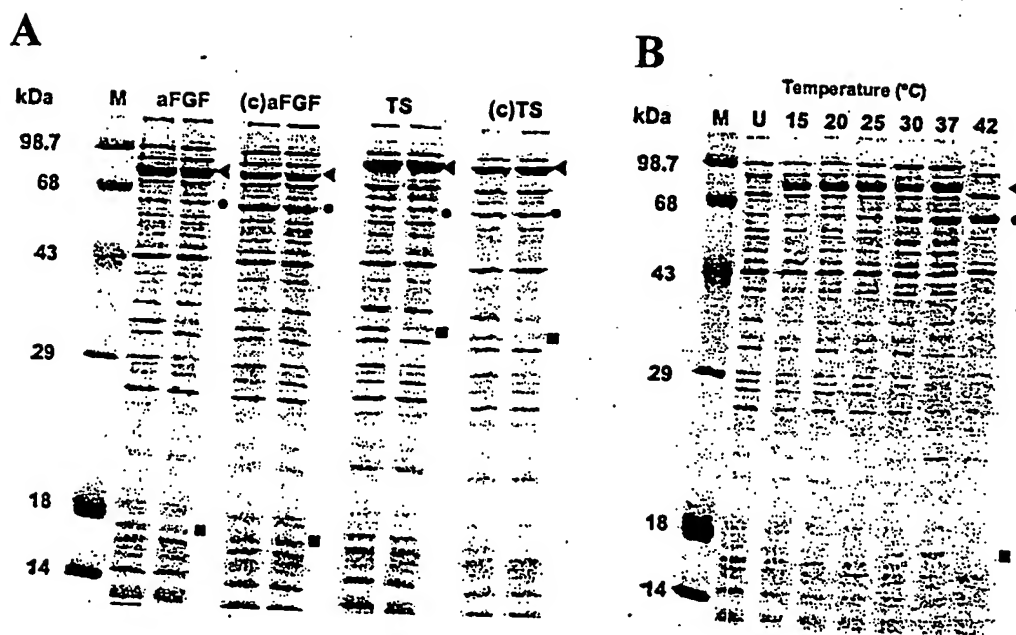 A
kDa M aFGF (c)aFGF TS (c)TS
98.7
68
43
29
18
14
B
Temperature (°C)
kDa M U 15 20 25 30 37 42
98.7
68
43
29
18
14